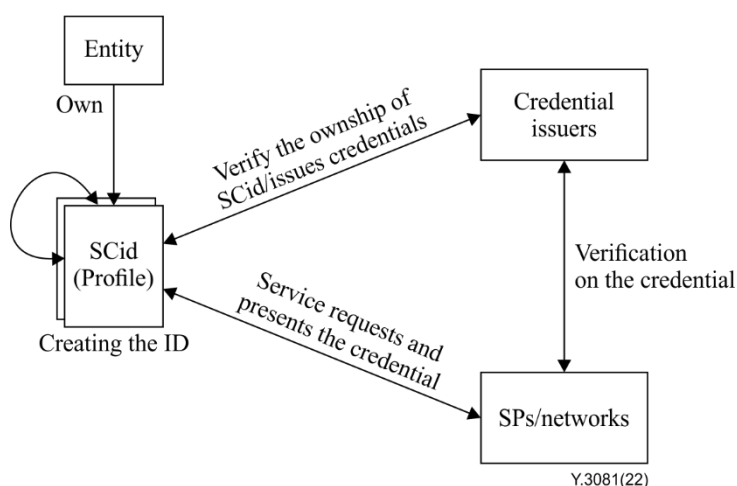 Entity
Own
Credential
issuers
Verify the ownship of
SCid/issues credentials
SCid
(Profile)
Creating the ID
Verification
on the credential
Service requests and
presents the credential
SPs/networks
Y.3081(22)